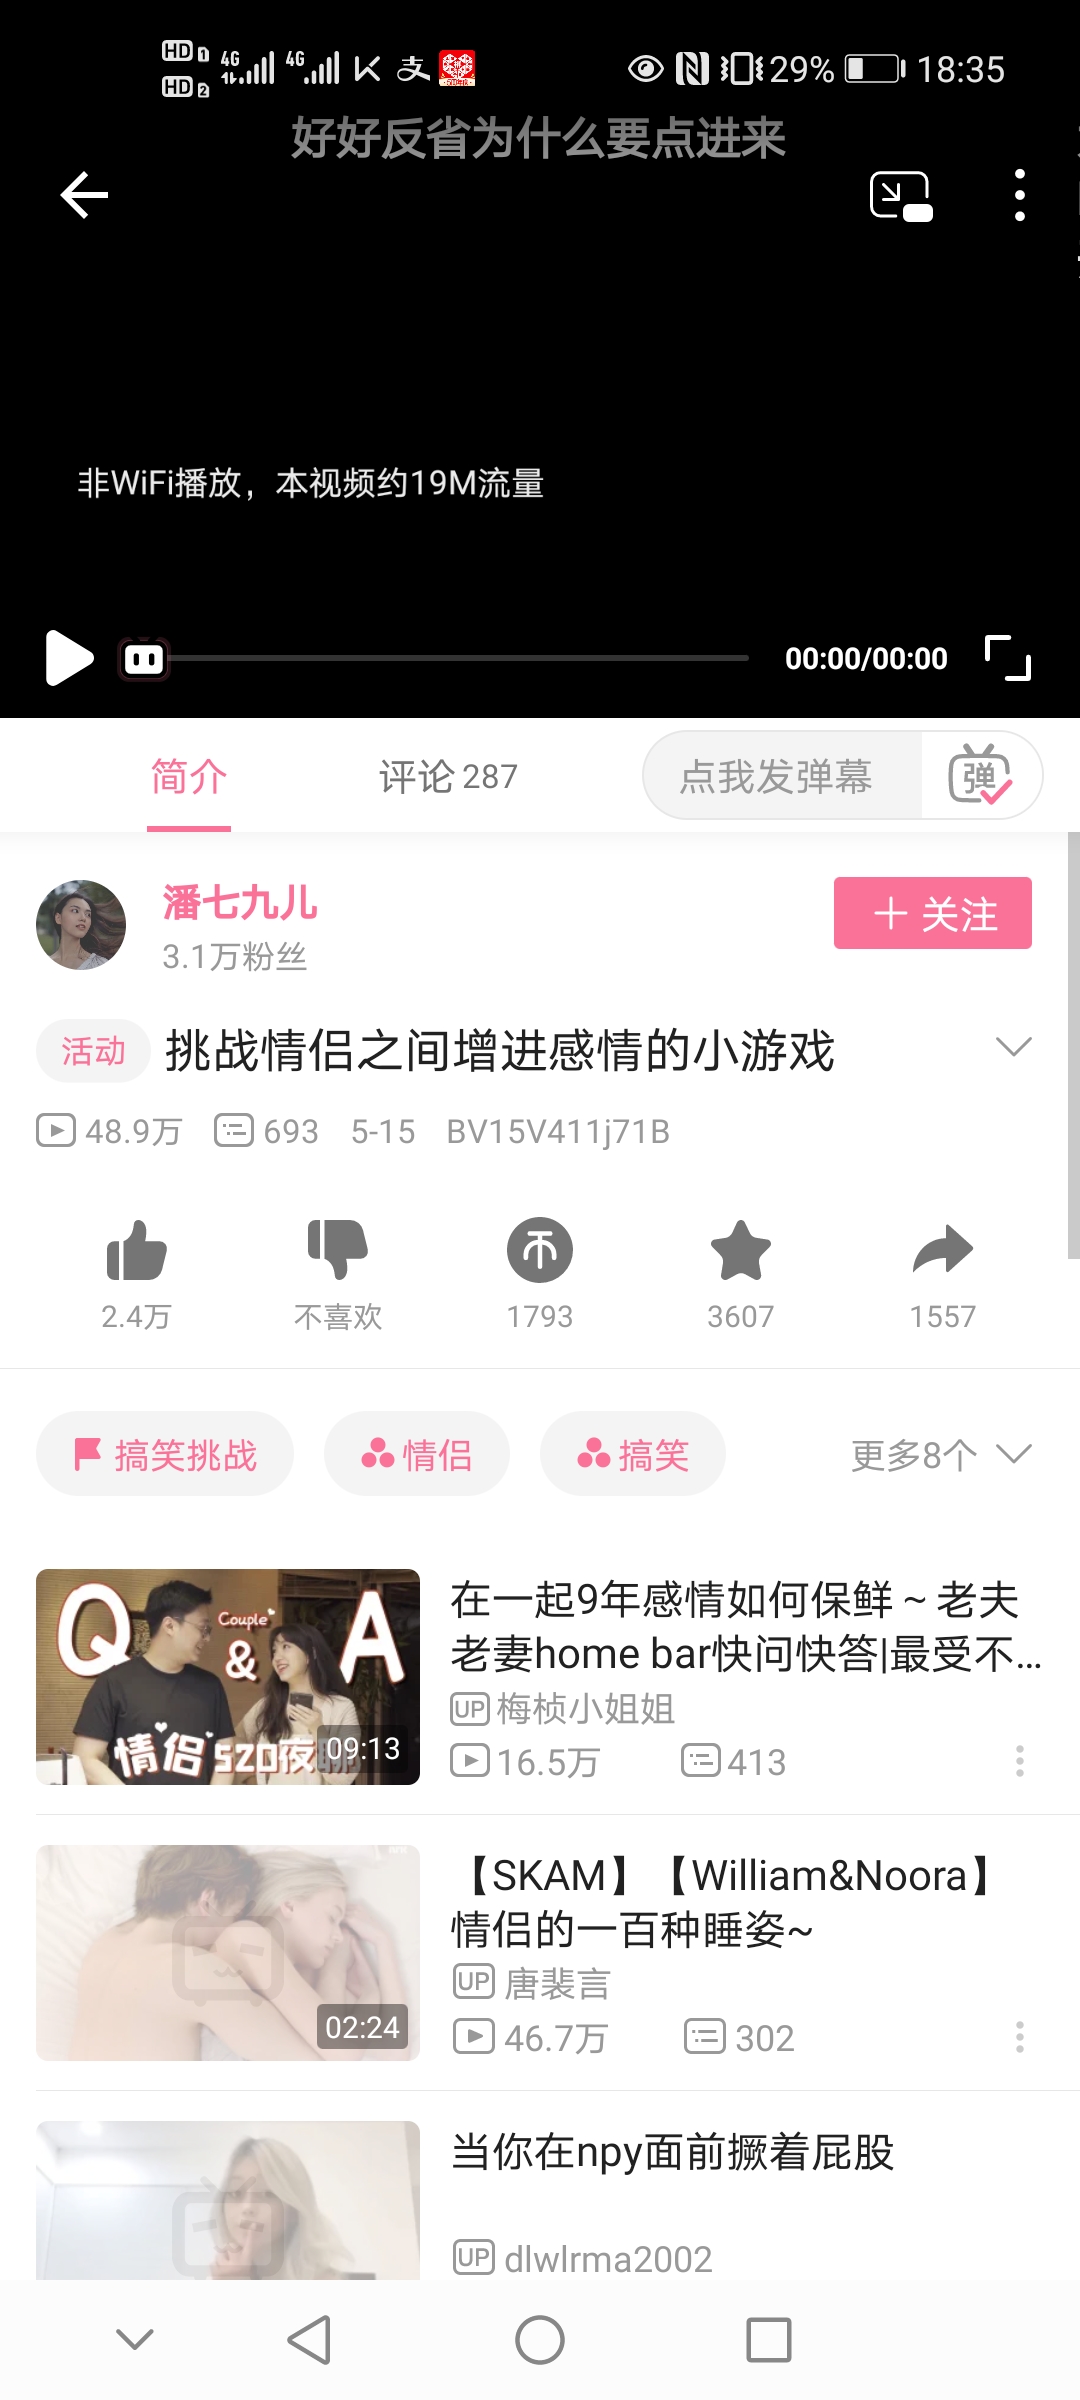 HD 1 4G 4G 29% 18:35
HD 2
好好反省为什么要点进来
非WiFi播放，本视频约19M流量
00:00/00:00
简介 评论 287 点我发弹幕 弹
潘七九儿
3.1万粉丝
关注
活动 挑战情侣之间增进感情的小游戏
48.9万 693 5-15 BV15V411j71B
2.4万 不喜欢 1793 3607 1557
搞笑挑战 情侣 搞笑 更多8个
Q Couple & A
情侣520夜
09:13
在一起9年感情如何保鲜～老夫
老妻home bar快问快答|最受不…
UP 梅桢小姐姐
16.5万 413
02:24
【SKAM】【William&Noora】
情侣的一百种睡姿~
UP 唐裴言
46.7万 302
当你在npy面前撅着屁股
UP dlwlrma2002